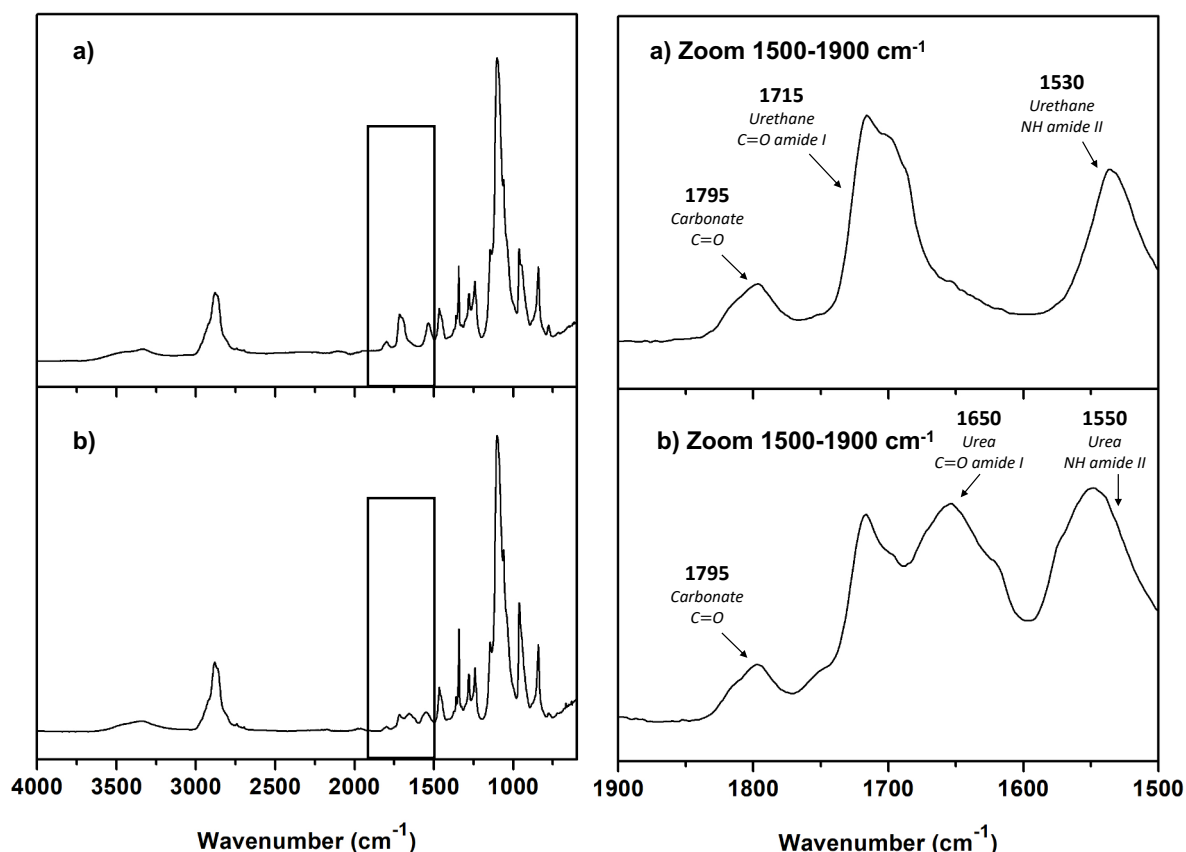 a)
b)
4000 3500 3000 2500 2000 1500 1000
Wavenumber (cm-1)
a) Zoom 1500-1900 cm-1
1715
Urethane
C=O amide I
1530
Urethane
NH amide II
1795
Carbonate
C=O
b) Zoom 1500-1900 cm-1
1650
Urea
C=O amide I
1550
Urea
NH amide II
1795
Carbonate
C=O
1900 1800 1700 1600 1500
Wavenumber (cm-1)